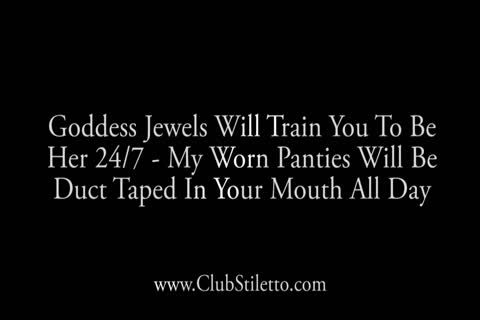 Goddess Jewels Will Train You To Be
Her 24/7 - My Worn Panties Will Be
Duct Taped In Your Mouth All Day
www.ClubStiletto.com